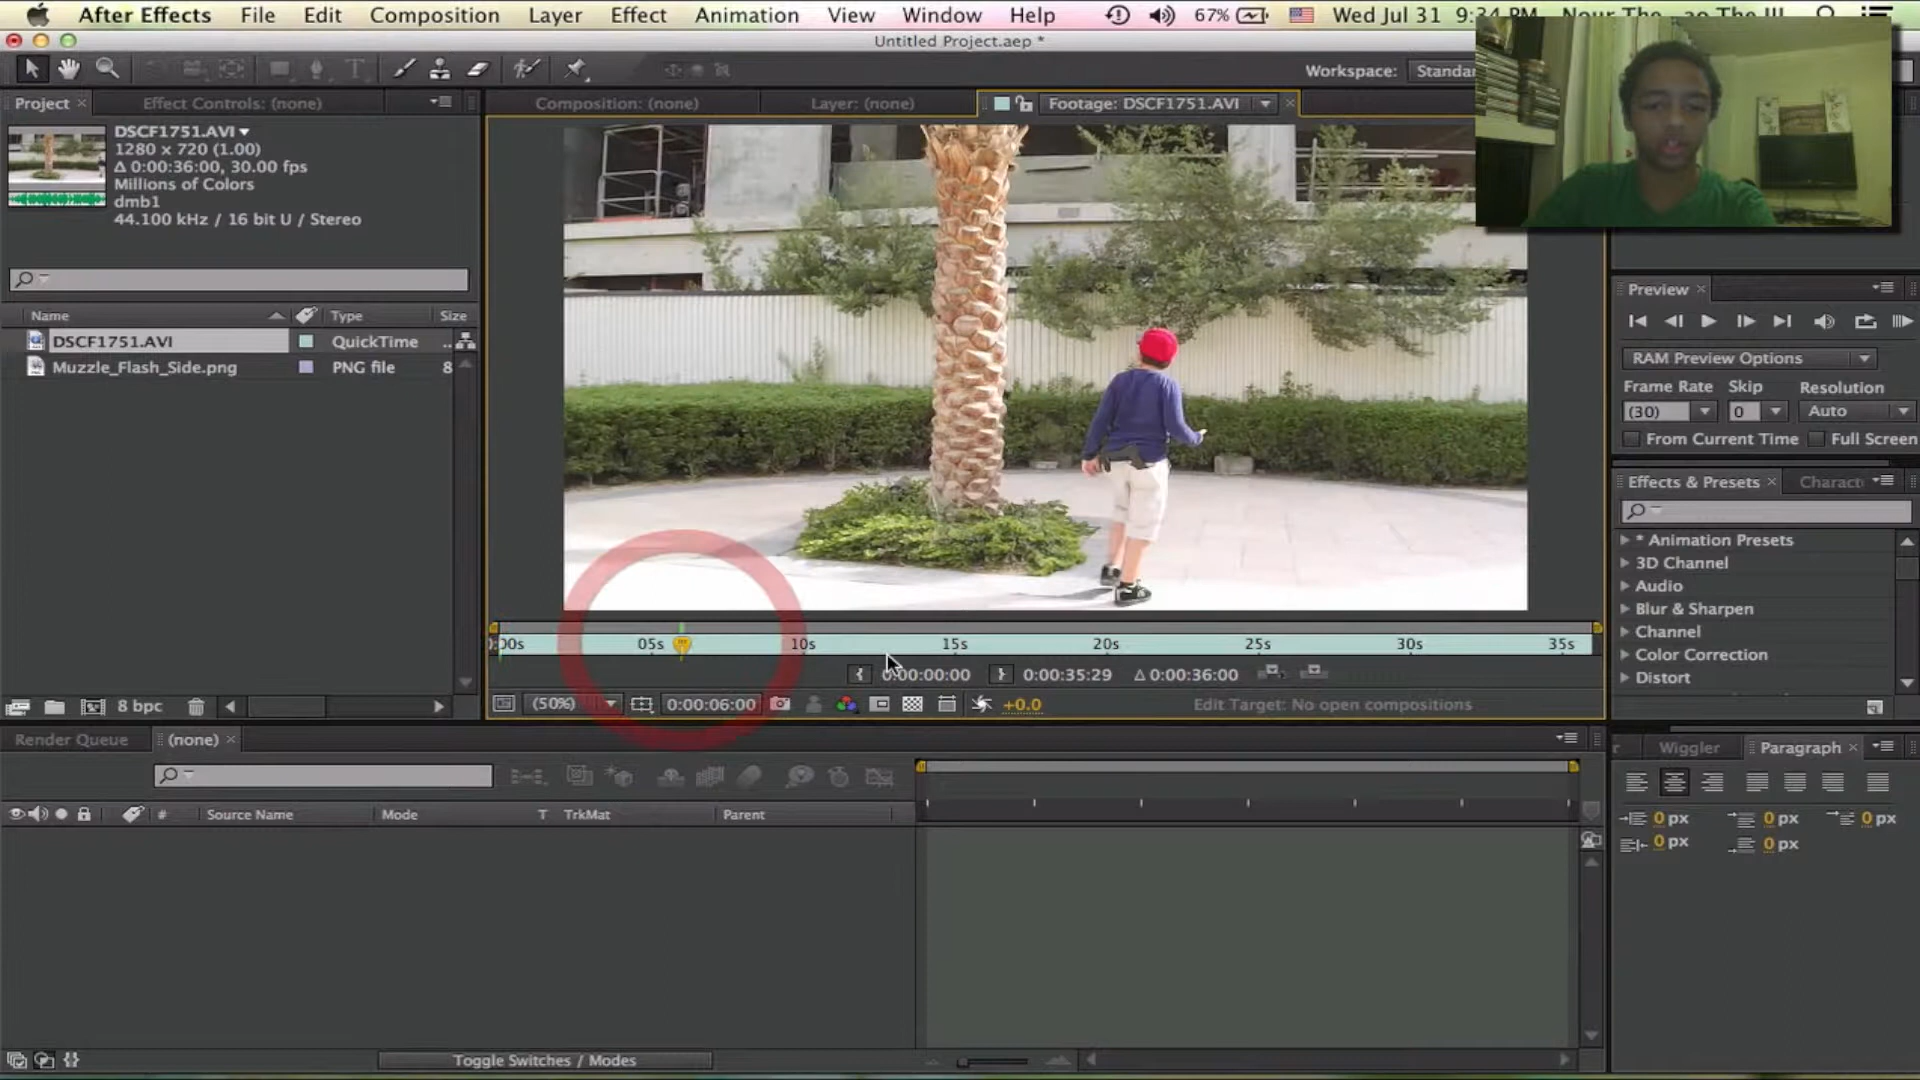 After Effects File Edit Composition Layer Effect Animation View Window Help 67% Wed Jul 31 9:34 PM
Untitled Project.aep *
Workspace: Standar
Project × Effect Controls: (none)
Composition: (none) Layer: (none) Footage: DSCF1751.AVI ×
DSCF1751.AVI
1280 x 720 (1.00)
Δ 0:00:36:00, 30.00 fps
Millions of Colors
dmb1
44.100 kHz / 16 bit U / Stereo
Name Type Size
DSCF1751.AVI QuickTime ..
Muzzle_Flash_Side.png PNG file 8
8 bpc
00s 05s 10s 15s 20s 25s 30s 35s
0:00:00:00 0:00:35:29 Δ 0:00:36:00
(50%) 0:00:06:00 +0.0 Edit Target: No open compositions
Preview ×
RAM Preview Options
Frame Rate Skip Resolution
(30) 0 Auto
From Current Time Full Screen
Effects & Presets × Charact
* Animation Presets
3D Channel
Audio
Blur & Sharpen
Channel
Color Correction
Distort
Render Queue (none) ×
# Source Name Mode T TrkMat Parent
Toggle Switches / Modes
r Wiggler Paragraph ×
0 px 0 px 0 px
0 px 0 px